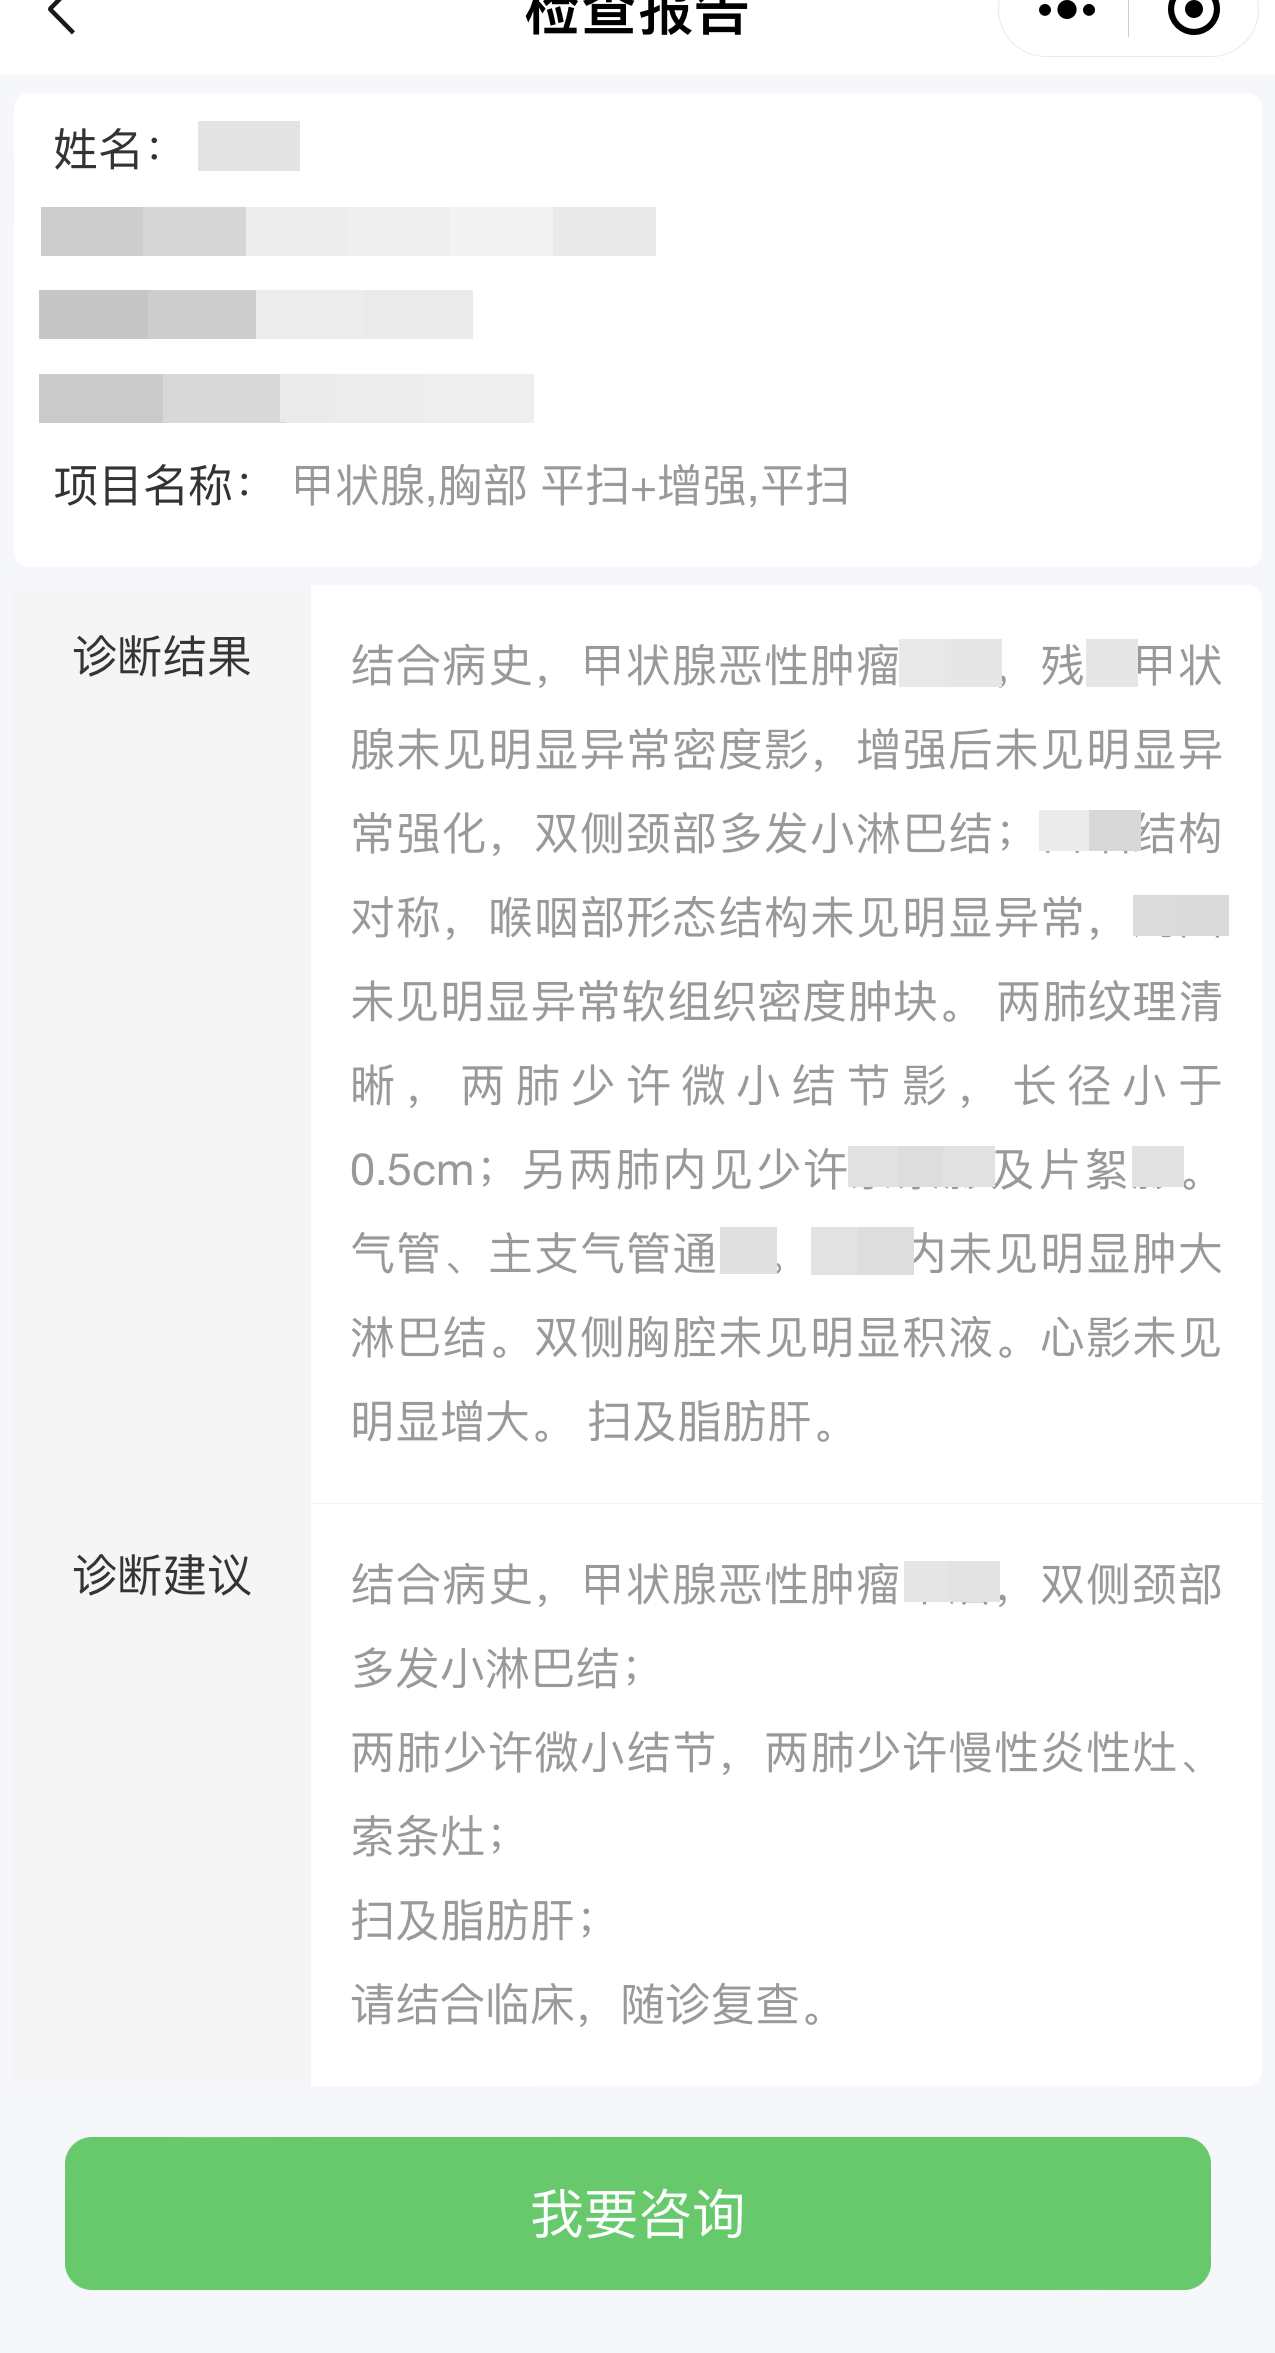 检查报告
姓名：
项目名称： 甲状腺,胸部 平扫+增强,平扫
诊断结果
结合病史，甲状腺恶性肿瘤，残甲状
腺未见明显异常密度影，增强后未见明显异
常强化，双侧颈部多发小淋巴结；结构
对称，喉咽部形态结构未见明显异常，
未见明显异常软组织密度肿块。 两肺纹理清
晰，两肺少许微小结节影，长径小于
0.5cm；另两肺内见少许及片絮。
气管、主支气管通。内未见明显肿大
淋巴结。双侧胸腔未见明显积液。心影未见
明显增大。 扫及脂肪肝。
诊断建议
结合病史，甲状腺恶性肿瘤，双侧颈部
多发小淋巴结；
两肺少许微小结节，两肺少许慢性炎性灶、
索条灶；
扫及脂肪肝；
请结合临床，随诊复查。
我要咨询